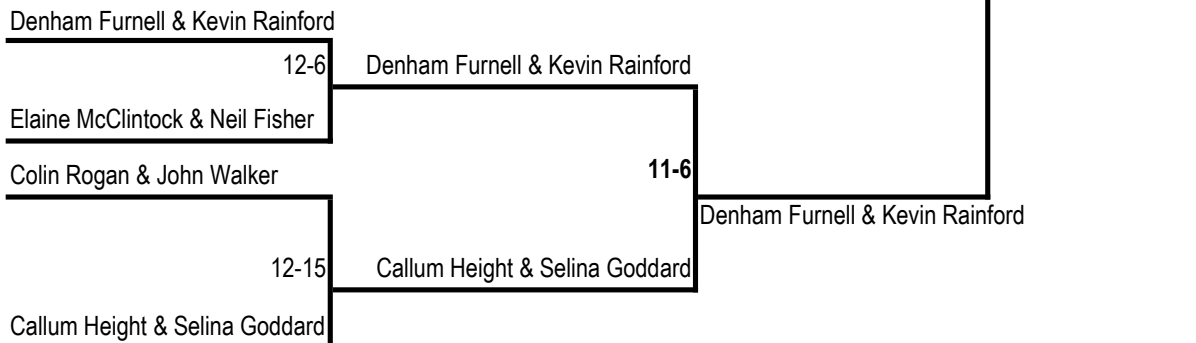 Denham Furnell & Kevin Rainford
12-6
Denham Furnell & Kevin Rainford
Elaine McClintock & Neil Fisher
Colin Rogan & John Walker
11-6
Denham Furnell & Kevin Rainford
12-15
Callum Height & Selina Goddard
Callum Height & Selina Goddard